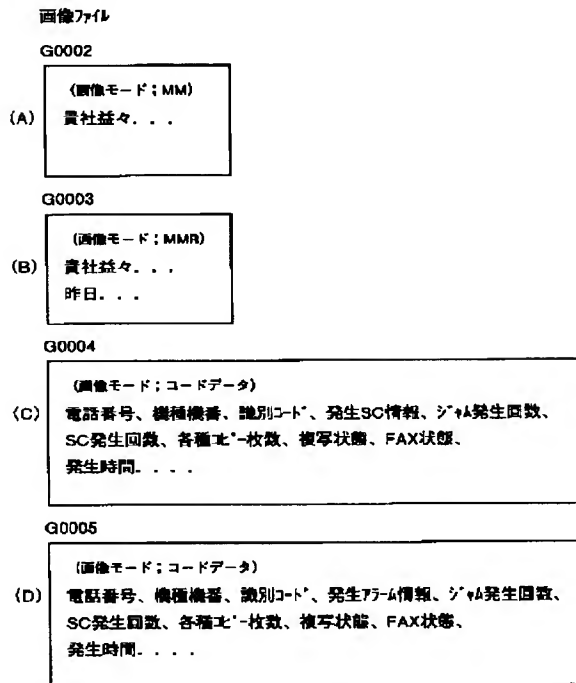 画像ファイル
G0002
(画像モード；MM)
(A) 貴社益々. . .
G0003
(画像モード；MMR)
(B) 貴社益々. . .
昨日. . .
G0004
(画像モード；コードデータ)
(C) 電話番号、機種機番、識別コード、発生SC情報、ジャム発生回数、
SC発生回数、各種コピー枚数、複写状態、FAX状態、
発生時間. . . .
G0005
(画像モード；コードデータ)
(D) 電話番号、機種機番、識別コード、発生アラーム情報、ジャム発生回数、
SC発生回数、各種コピー枚数、複写状態、FAX状態、
発生時間. . . .